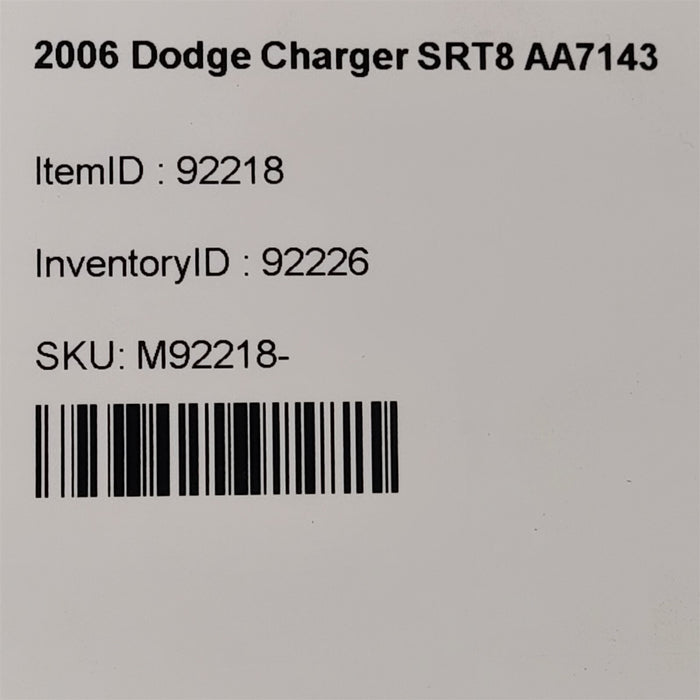 2006 Dodge Charger SRT8 AA7143
ItemID : 92218
InventoryID : 92226
SKU: M92218-